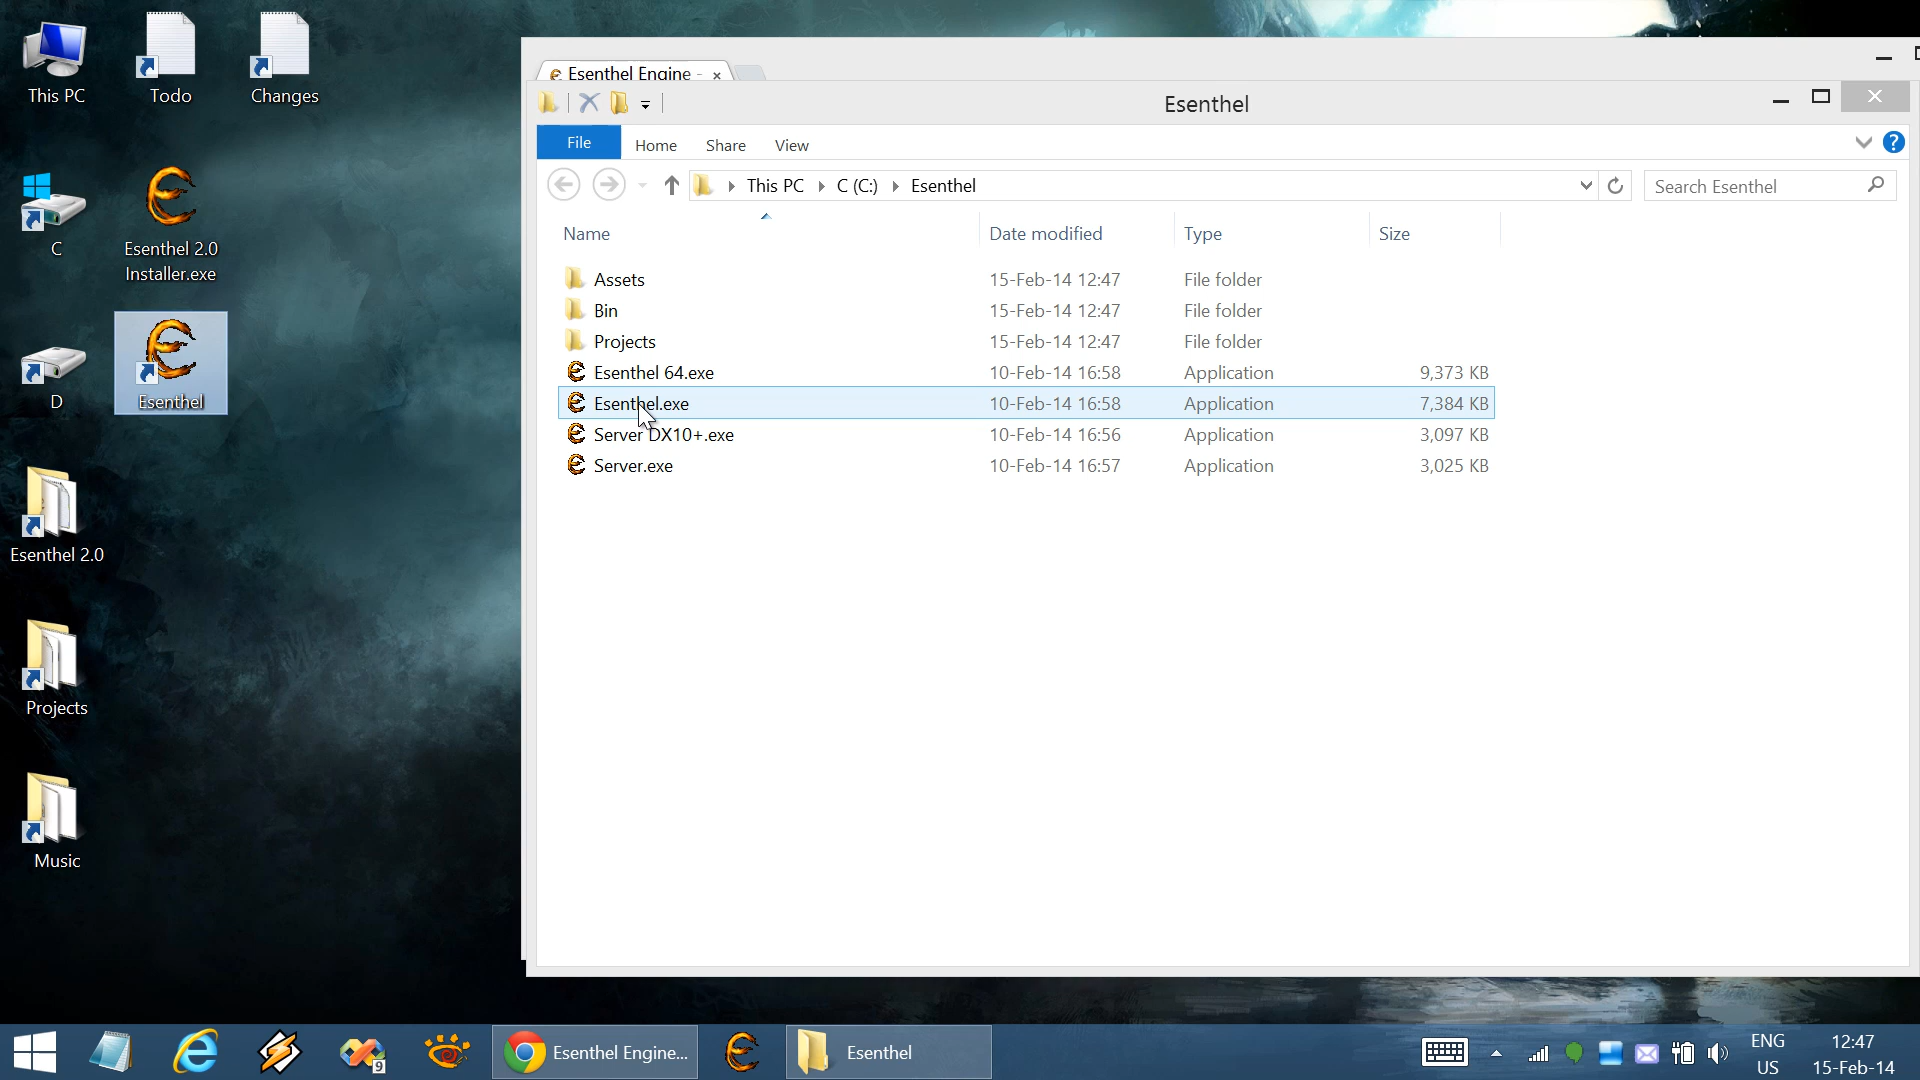 This PC
Todo
Changes
C
Esenthel 2.0
Installer.exe
D
Esenthel
Esenthel 2.0
Projects
Music
Esenthel Engine -
Esenthel
File
Home
Share
View
This PC
C (C:)
Esenthel
Search Esenthel
Name
Date modified
Type
Size
Assets 15-Feb-14 12:47 File folder
Bin 15-Feb-14 12:47 File folder
Projects 15-Feb-14 12:47 File folder
Esenthel 64.exe 10-Feb-14 16:58 Application 9,373 KB
Esenthel.exe 10-Feb-14 16:58 Application 7,384 KB
Server DX10+.exe 10-Feb-14 16:56 Application 3,097 KB
Server.exe 10-Feb-14 16:57 Application 3,025 KB
9
Esenthel Engine...
Esenthel
ENG
US
12:47
15-Feb-14